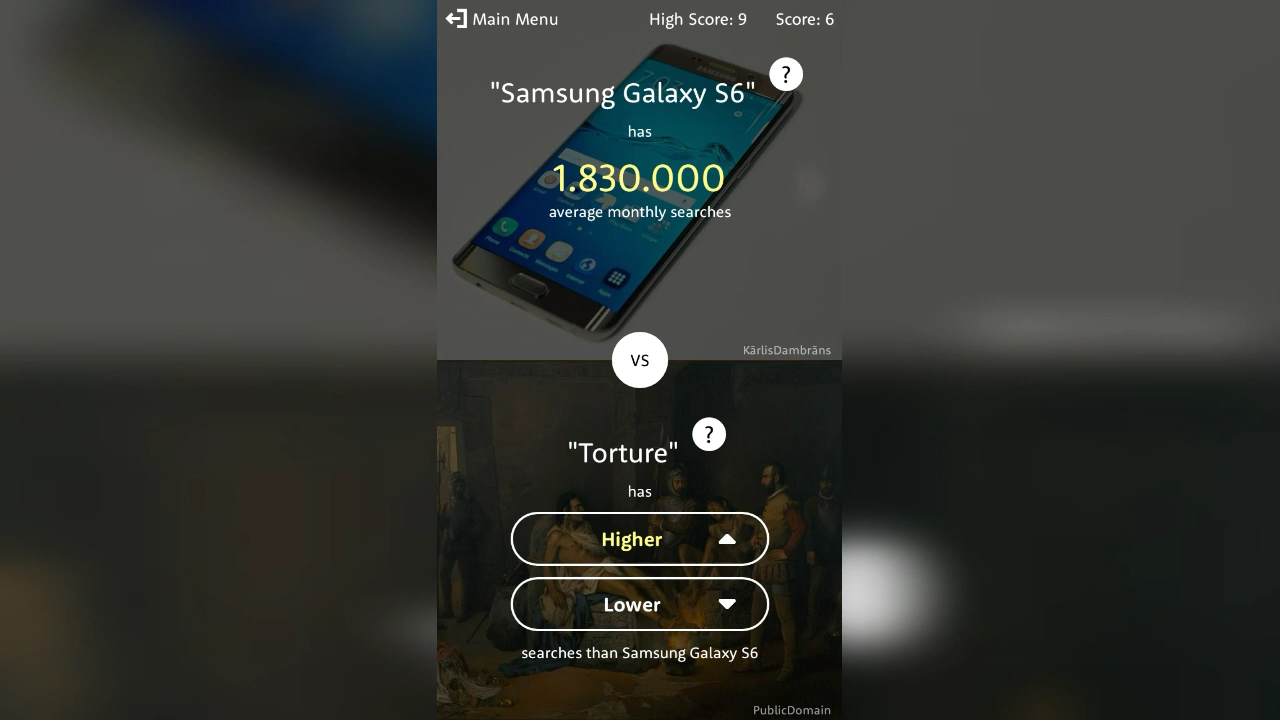 Main Menu
High Score: 9
Score: 6
?
"Samsung Galaxy S6"
has
1.830.000
average monthly searches
KārlisDambrāns
VS
?
"Torture"
has
Higher
Lower
searches than Samsung Galaxy S6
PublicDomain